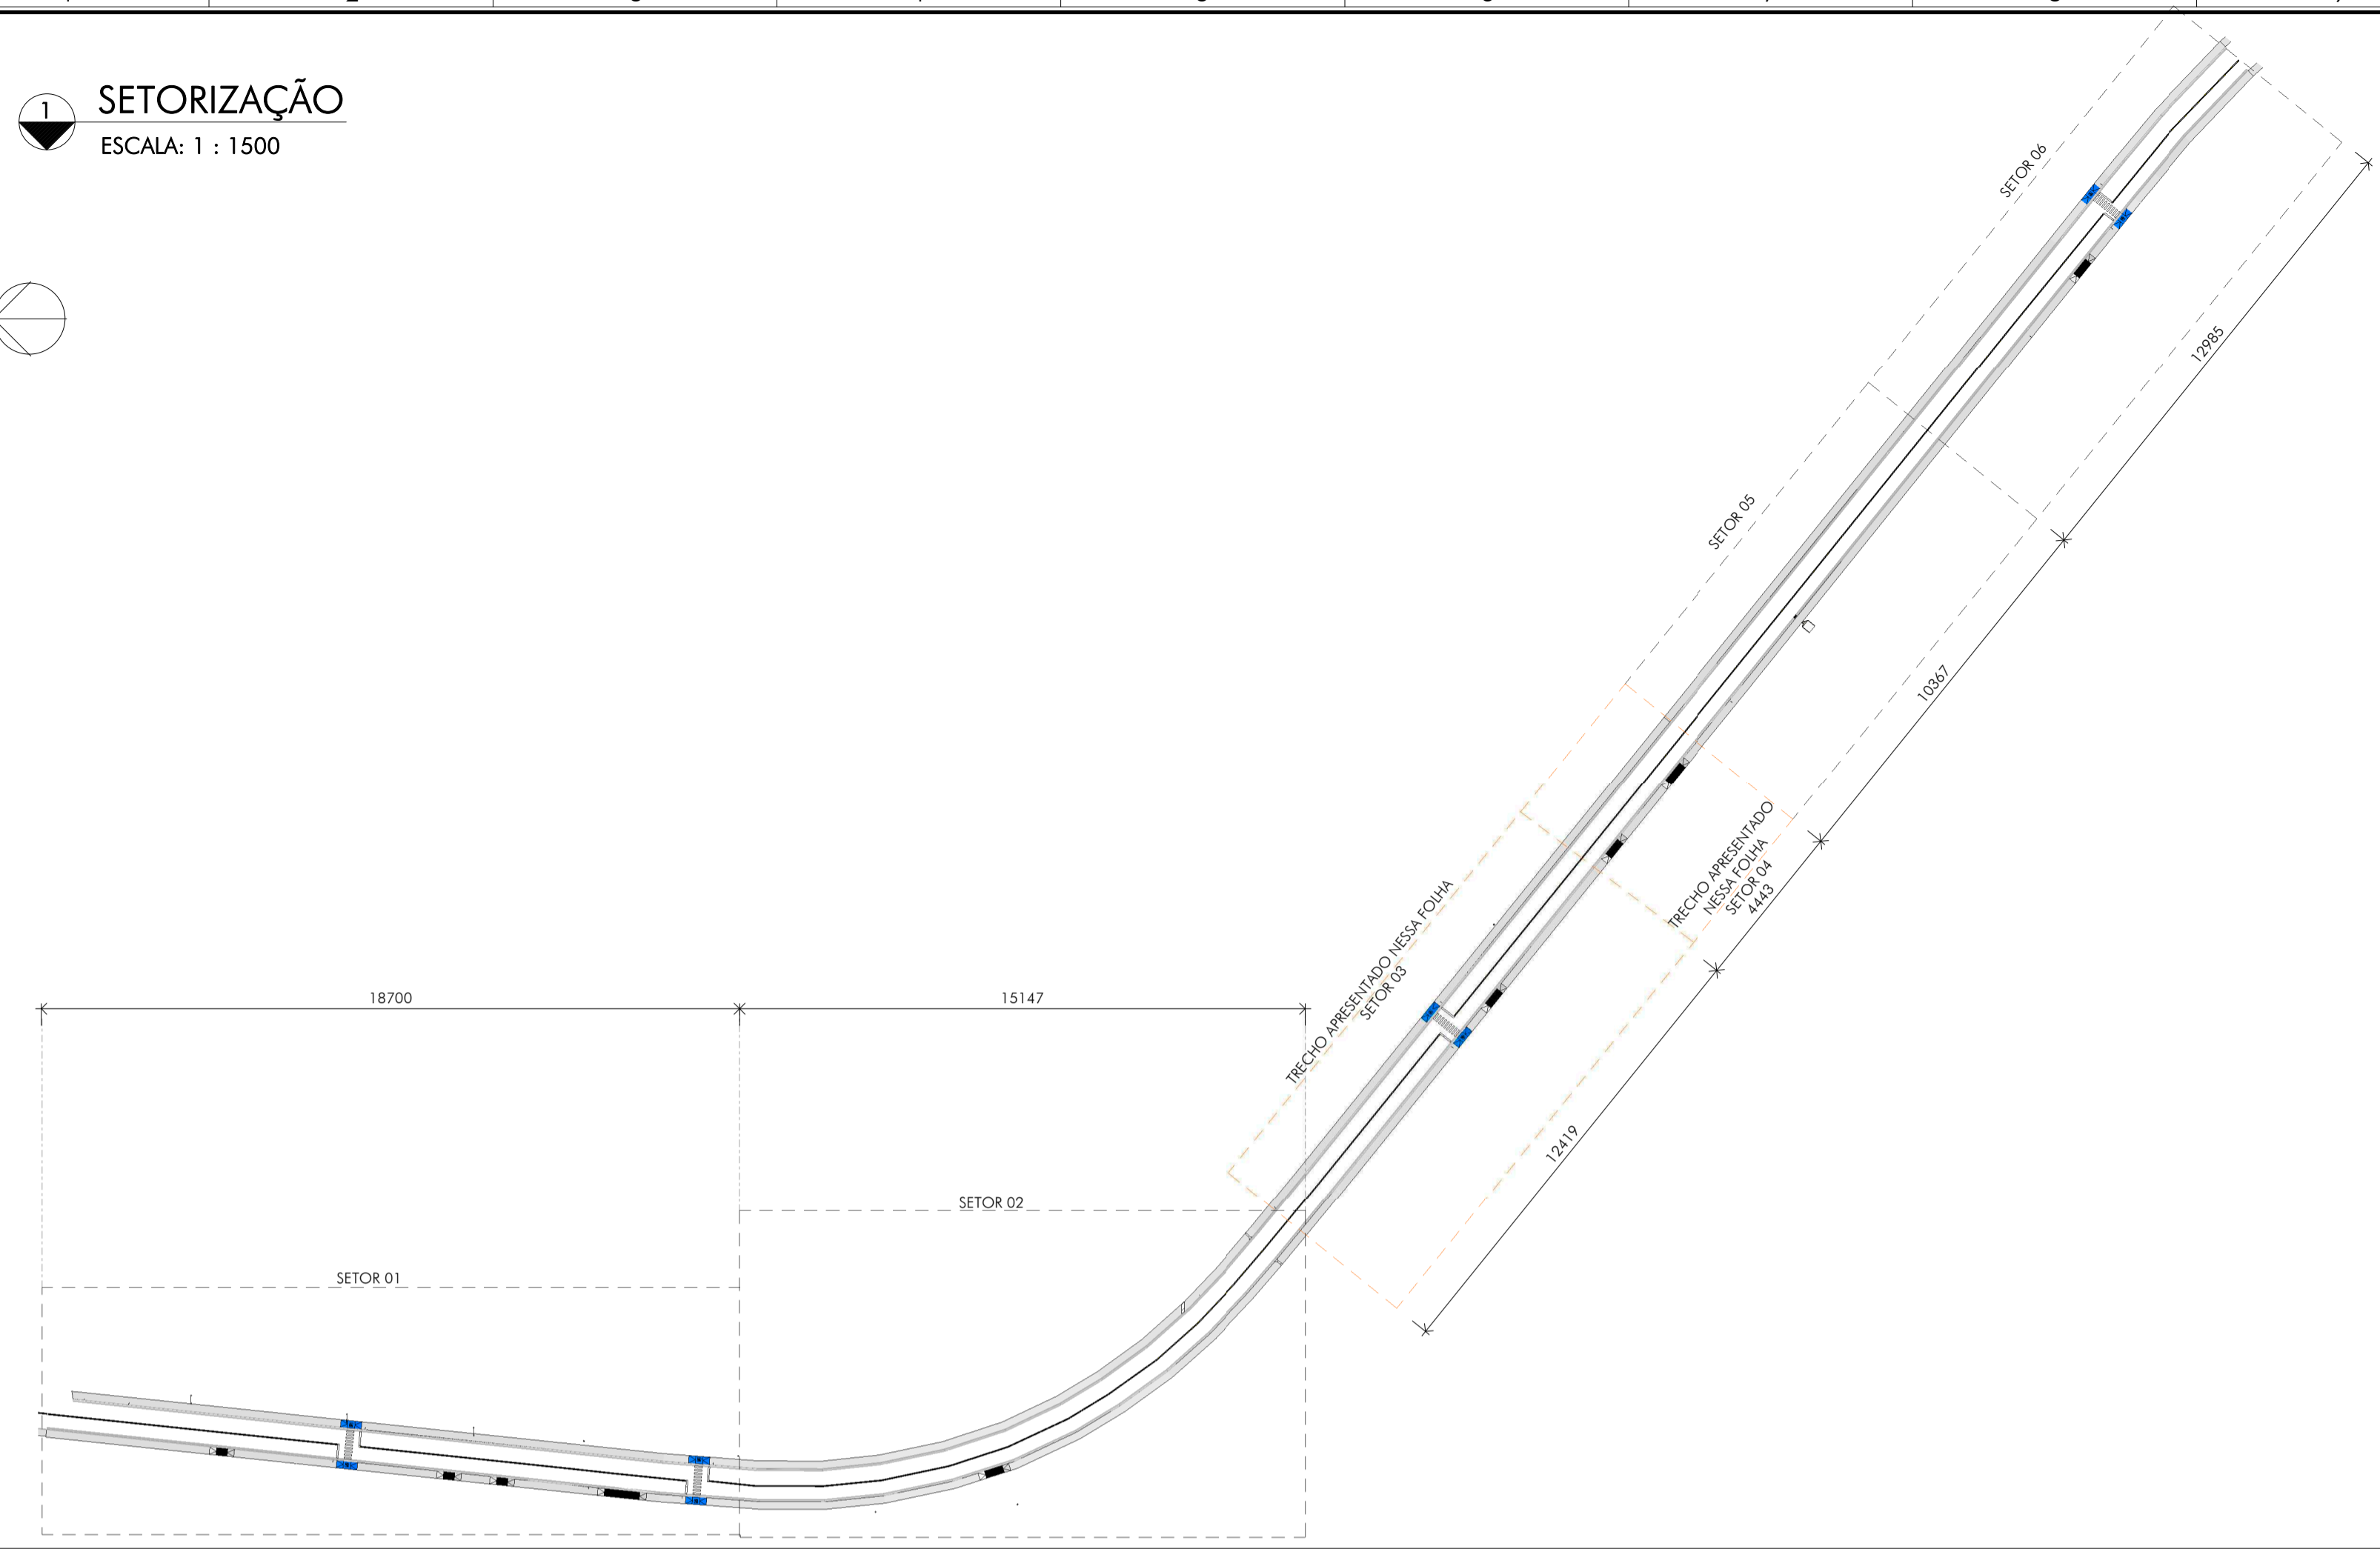 1
SETORIZAÇÃO
ESCALA: 1 : 1500
SETOR 06
12985
SETOR 05
10367
TRECHO APRESENTADO
NESSA FOLHA
SETOR 04
4443
TRECHO APRESENTADO NESSA FOLHA
SETOR 03
12419
18700
15147
SETOR 02
SETOR 01